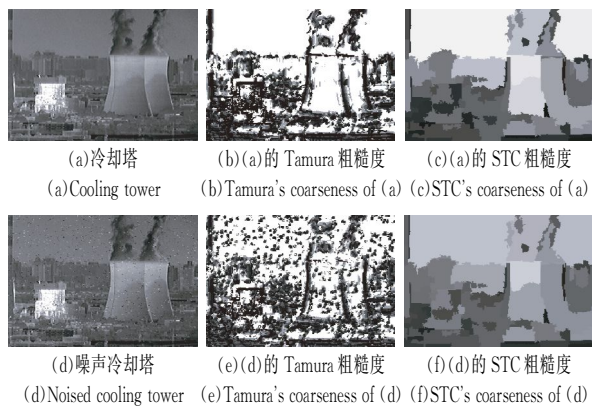 (a)冷却塔 (b)(a)的 Tamura 粗糙度 (c)(a)的 STC 粗糙度
(a)Cooling tower (b)Tamura's coarseness of (a) (c)STC's coarseness of (a)
(d)噪声冷却塔 (e)(d)的 Tamura 粗糙度 (f)(d)的 STC 粗糙度
(d)Noised cooling tower (e)Tamura's coarseness of (d) (f)STC's coarseness of (d)